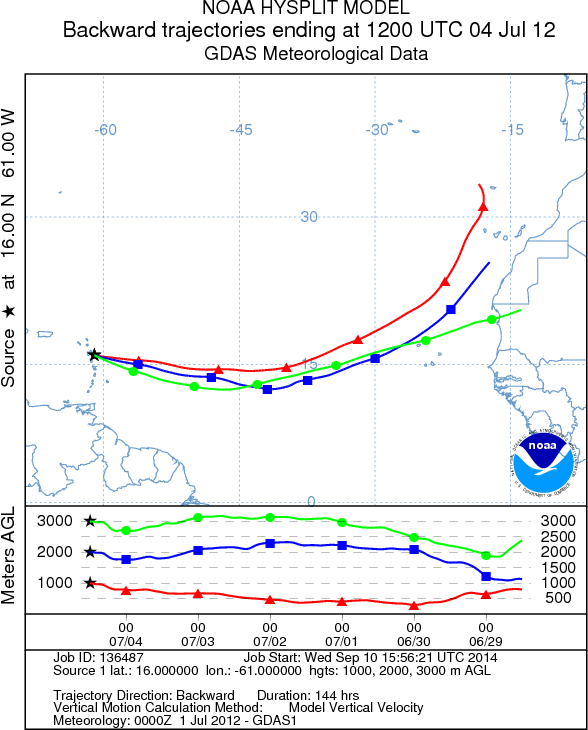 NOAA HYSPLIT MODEL
Backward trajectories ending at 1200 UTC 04 Jul 12
GDAS Meteorological Data
-60 -45 -30 -15
30
15
0
Source ★ at 16.00 N 61.00 W
noaa
Meters AGL
3000 3000
2500
2000 2000
1500
1000 1000
500
00 00 00 00 00 00
07/04 07/03 07/02 07/01 06/30 06/29
Job ID: 136487 Job Start: Wed Sep 10 15:56:21 UTC 2014
Source 1 lat.: 16.000000 lon.: -61.000000 hgts: 1000, 2000, 3000 m AGL
Trajectory Direction: Backward Duration: 144 hrs
Vertical Motion Calculation Method: Model Vertical Velocity
Meteorology: 0000Z 1 Jul 2012 - GDAS1